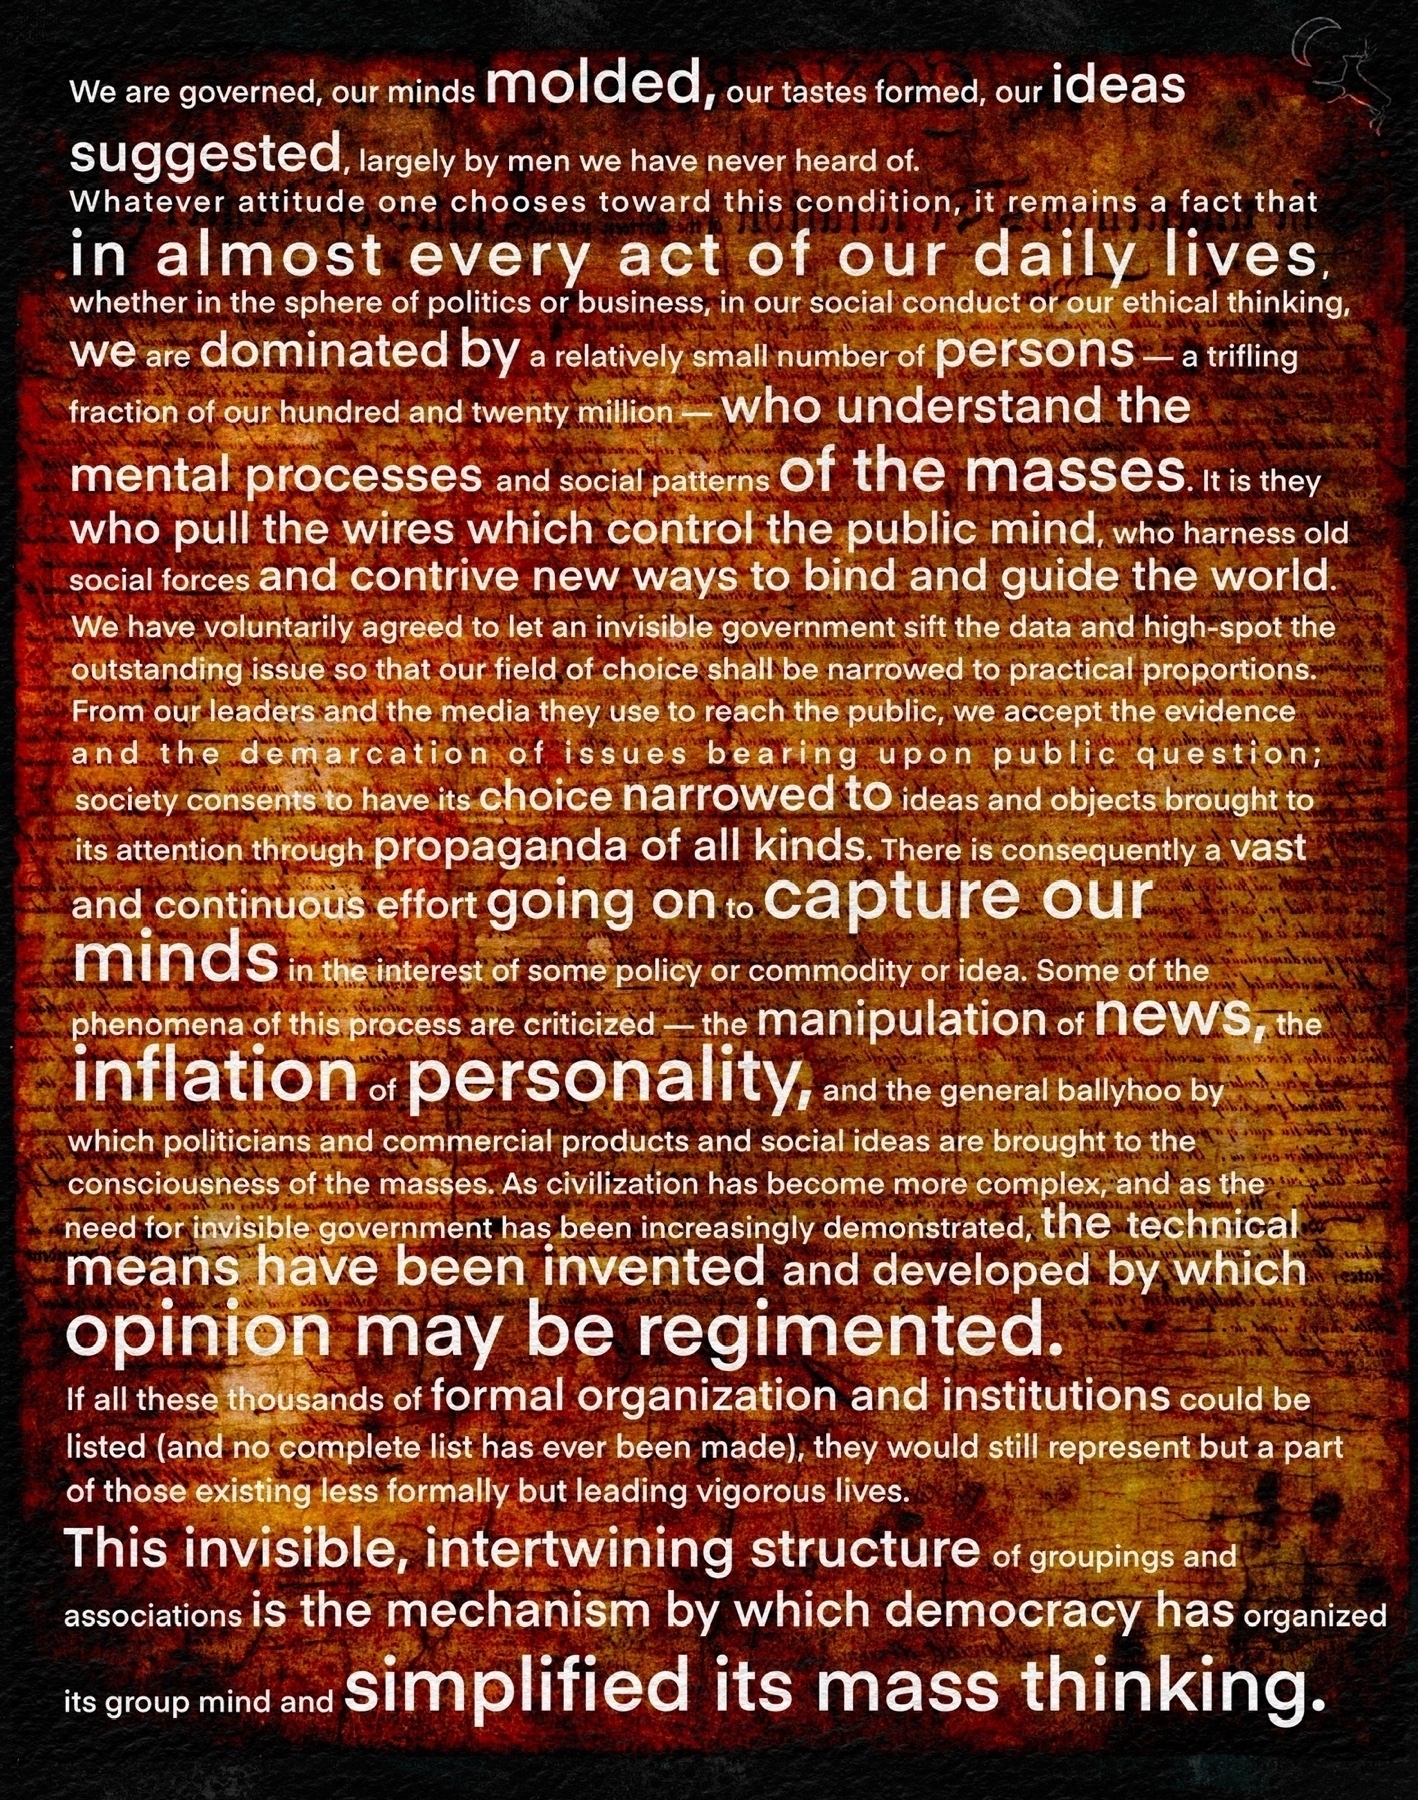 We are governed, our minds molded, our tastes formed, our ideas
suggested, largely by men we have never heard of.
Whatever attitude one chooses toward this condition, it remains a fact that
in almost every act of our daily lives,
whether in the sphere of politics or business, in our social conduct or our ethical thinking,
we are dominated by a relatively small number of persons — a trifling
fraction of our hundred and twenty million — who understand the
mental processes and social patterns of the masses. It is they
who pull the wires which control the public mind, who harness old
social forces and contrive new ways to bind and guide the world.
We have voluntarily agreed to let an invisible government sift the data and high-spot the
outstanding issue so that our field of choice shall be narrowed to practical proportions.
From our leaders and the media they use to reach the public, we accept the evidence
and the demarcation of issues bearing upon public question;
society consents to have its choice narrowed to ideas and objects brought to
its attention through propaganda of all kinds. There is consequently a vast
and continuous effort going on to capture our
minds in the interest of some policy or commodity or idea. Some of the
phenomena of this process are criticized — the manipulation of news, the
inflation of personality, and the general ballyhoo by
which politicians and commercial products and social ideas are brought to the
consciousness of the masses. As civilization has become more complex, and as the
need for invisible government has been increasingly demonstrated, the technical
means have been invented and developed by which
opinion may be regimented.
If all these thousands of formal organization and institutions could be
listed (and no complete list has ever been made), they would still represent but a part
of those existing less formally but leading vigorous lives.
This invisible, intertwining structure of groupings and
associations is the mechanism by which democracy has organized
its group mind and simplified its mass thinking.